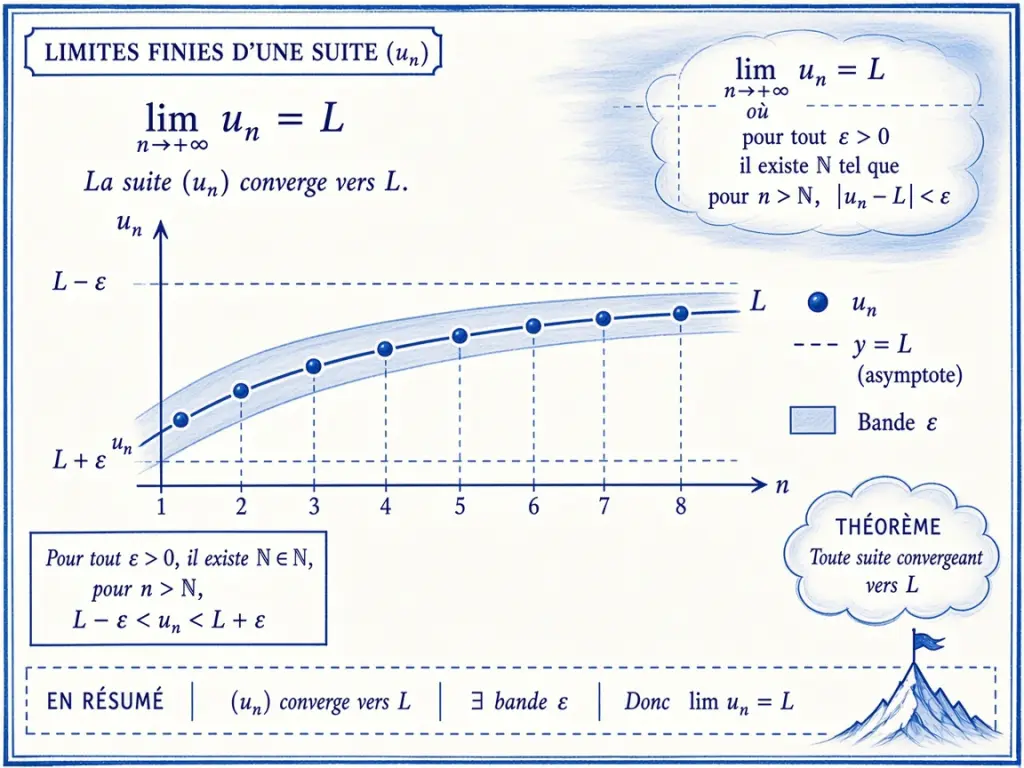 LIMITES FINIES D'UNE SUITE (uₙ)
lim uₙ = L
n→+∞
La suite (uₙ) converge vers L.
lim uₙ = L
n→+∞
où
pour tout ε > 0
il existe ℕ tel que
pour n > ℕ, |uₙ − L| < ε
uₙ
L − ε
L
uₙ
L + ε
n
1 2 3 4 5 6 7 8
uₙ
y = L
(asymptote)
Bande ε
THÉORÈME
Toute suite convergeant
vers L
Pour tout ε > 0, il existe ℕ ∈ ℕ,
pour n > ℕ,
L − ε < uₙ < L + ε
EN RÉSUMÉ | (uₙ) converge vers L | ∃ bande ε | Donc lim uₙ = L